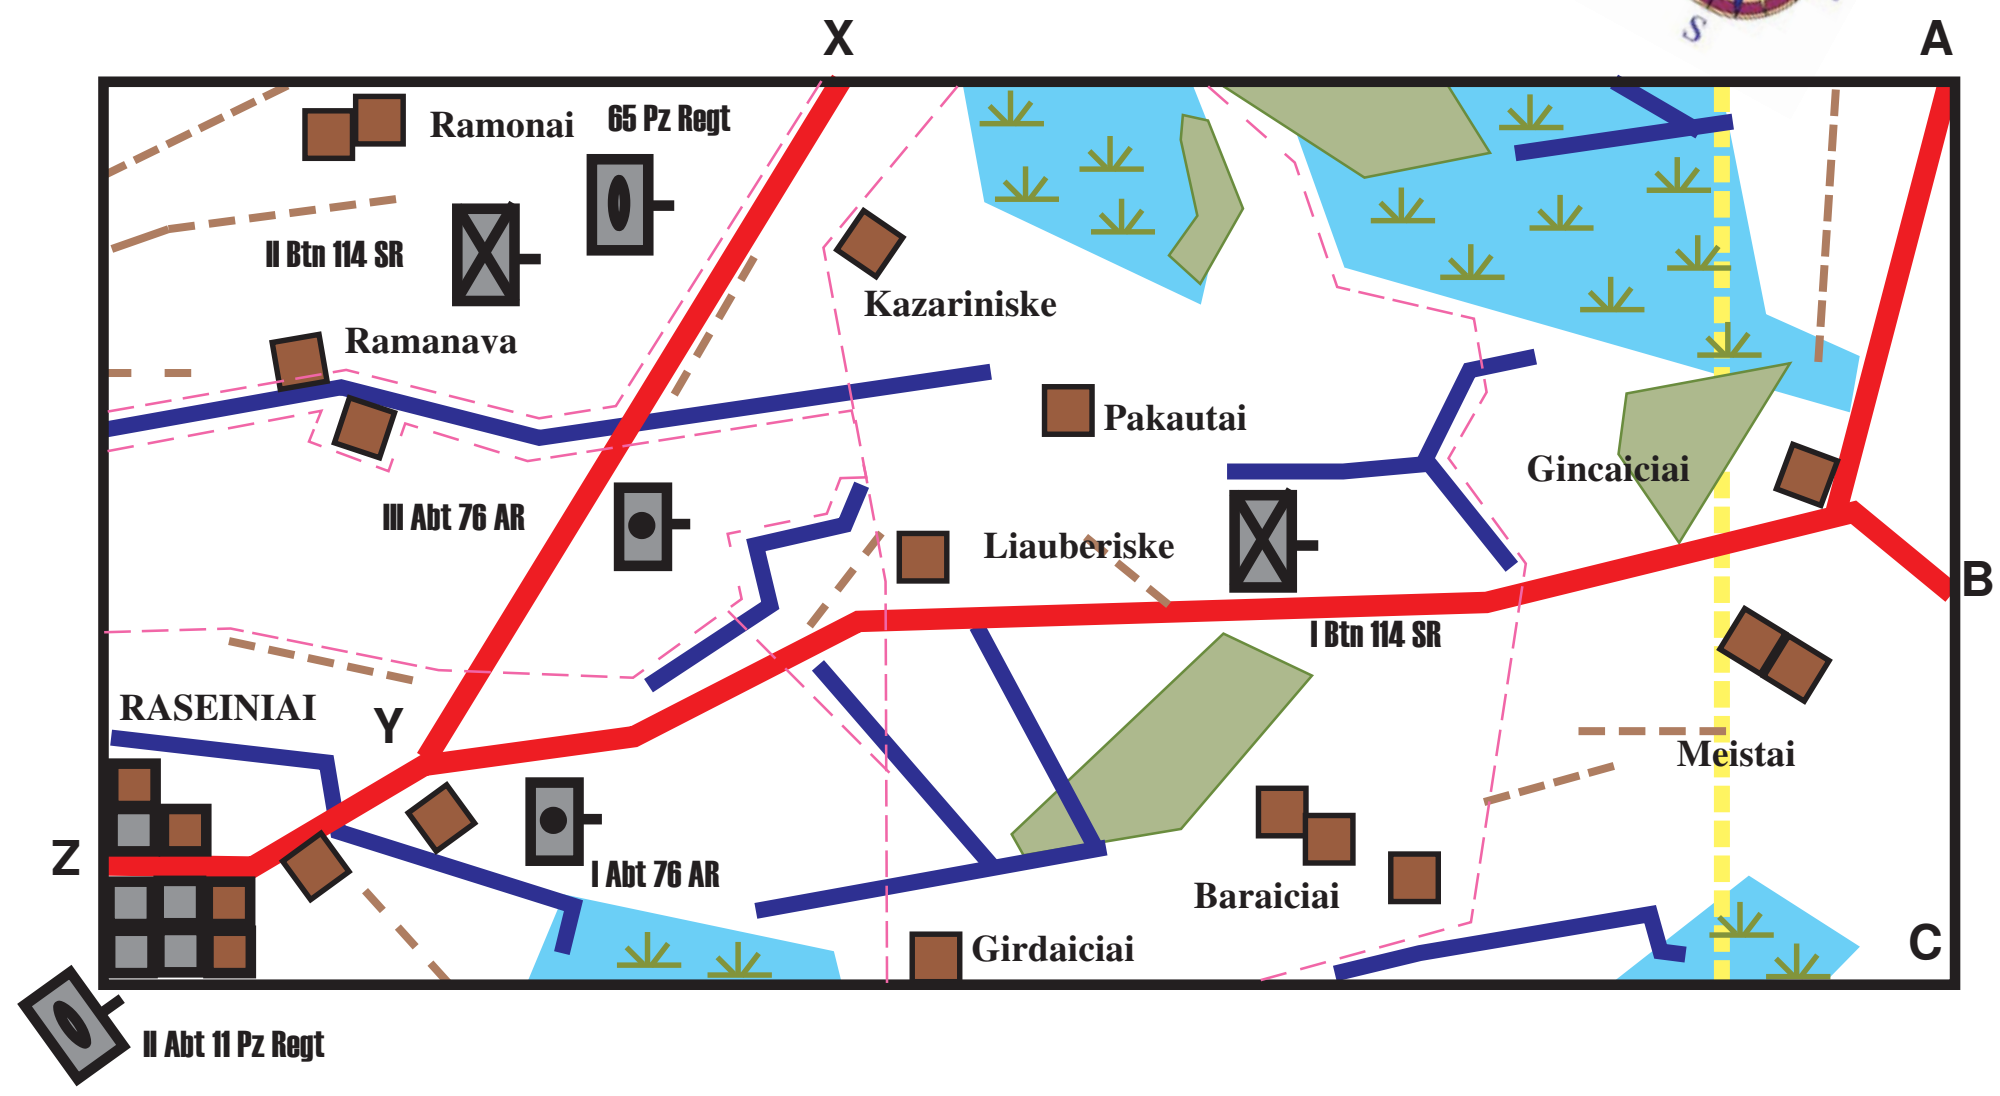 S
X
A
Ramonai
65 Pz Regt
II Btn 114 SR
Kazariniske
Ramanava
Pakautai
Gincaiciai
III Abt 76 AR
Liauberiske
B
I Btn 114 SR
RASEINIAI
Y
Meistai
Z
I Abt 76 AR
Baraiciai
C
Girdaiciai
II Abt 11 Pz Regt